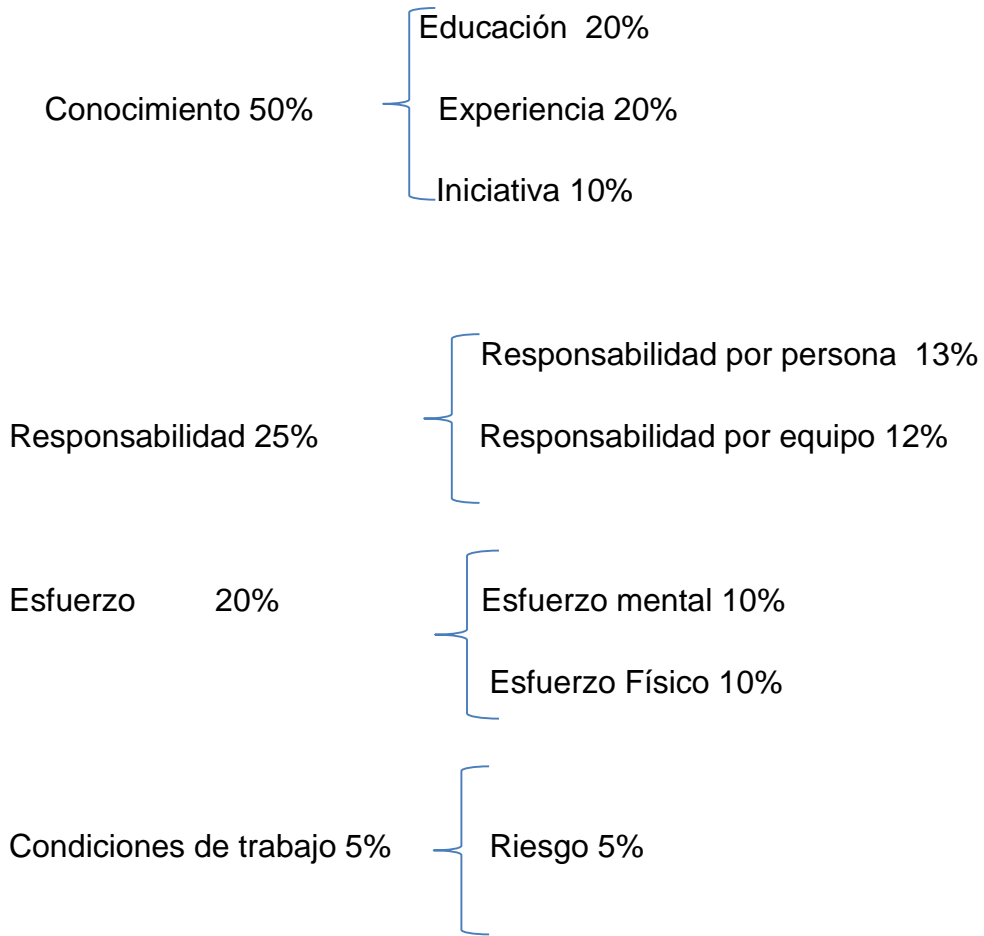 Educación 20%
Conocimiento 50% Experiencia 20%
Iniciativa 10%
Responsabilidad por persona 13%
Responsabilidad 25% Responsabilidad por equipo 12%
Esfuerzo 20% Esfuerzo mental 10%
Esfuerzo Físico 10%
Condiciones de trabajo 5% Riesgo 5%